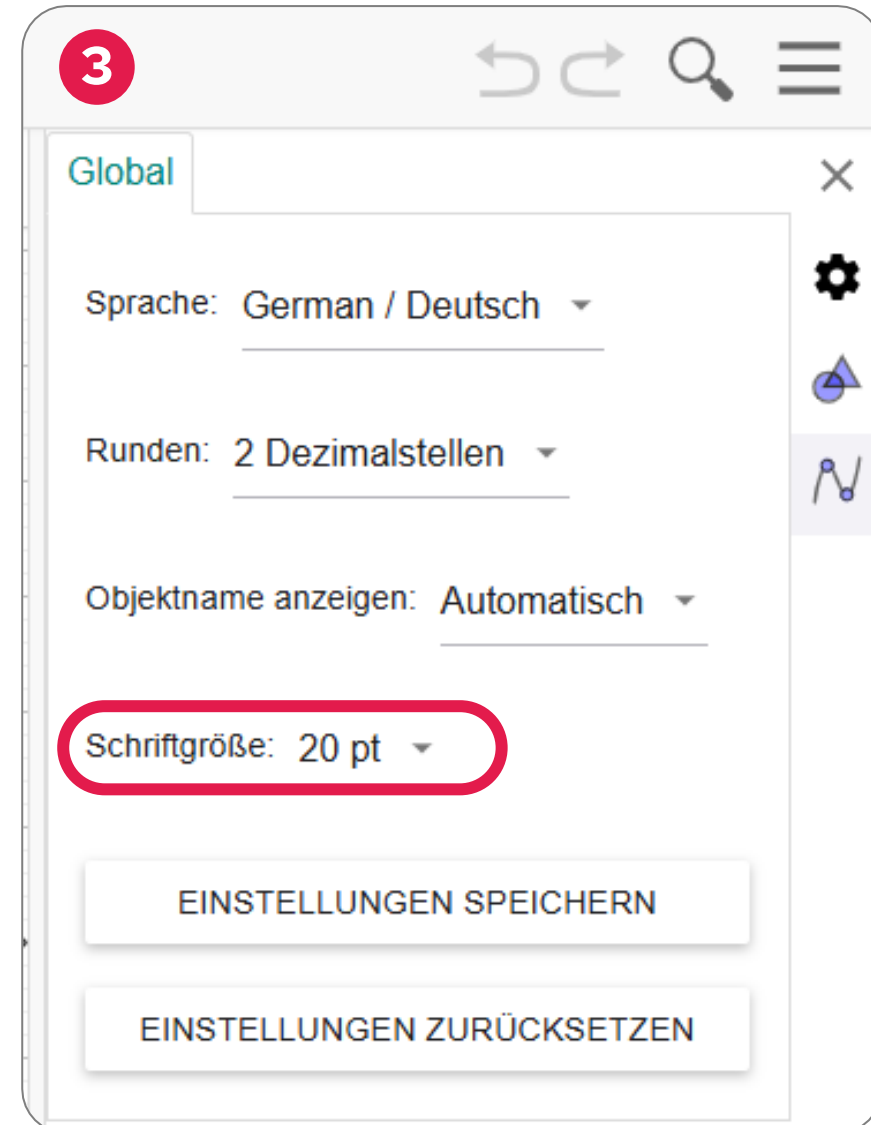 3
Global
Sprache: German / Deutsch
Runden: 2 Dezimalstellen
Objektname anzeigen: Automatisch
Schriftgröße: 20 pt
EINSTELLUNGEN SPEICHERN
EINSTELLUNGEN ZURÜCKSETZEN